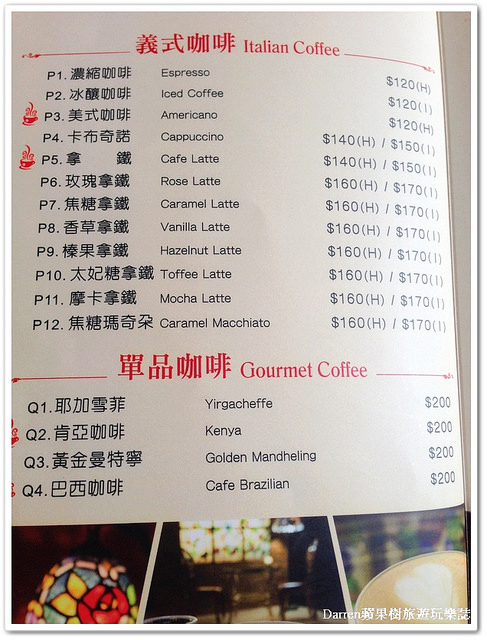 義式咖啡 Italian Coffee
P1.濃縮咖啡 Espresso $120(H)
P2.冰釀咖啡 Iced Coffee $120(I)
P3.美式咖啡 Americano $120(H)
P4.卡布奇諾 Cappuccino $140(H) / $150(I)
P5.拿 鐵 Cafe Latte $140(H) / $150(I)
P6.玫瑰拿鐵 Rose Latte $160(H) / $170(I)
P7.焦糖拿鐵 Caramel Latte $160(H) / $170(I)
P8.香草拿鐵 Vanilla Latte $160(H) / $170(I)
P9.榛果拿鐵 Hazelnut Latte $160(H) / $170(I)
P10.太妃糖拿鐵 Toffee Latte $160(H) / $170(I)
P11.摩卡拿鐵 Mocha Latte $160(H) / $170(I)
P12.焦糖瑪奇朵 Caramel Macchiato $160(H) / $170(I)
單品咖啡 Gourmet Coffee
Q1.耶加雪菲 Yirgacheffe $200
Q2.肯亞咖啡 Kenya $200
Q3.黃金曼特寧 Golden Mandheling $200
Q4.巴西咖啡 Cafe Brazilian $200
Darren蘋果樹旅遊玩樂誌